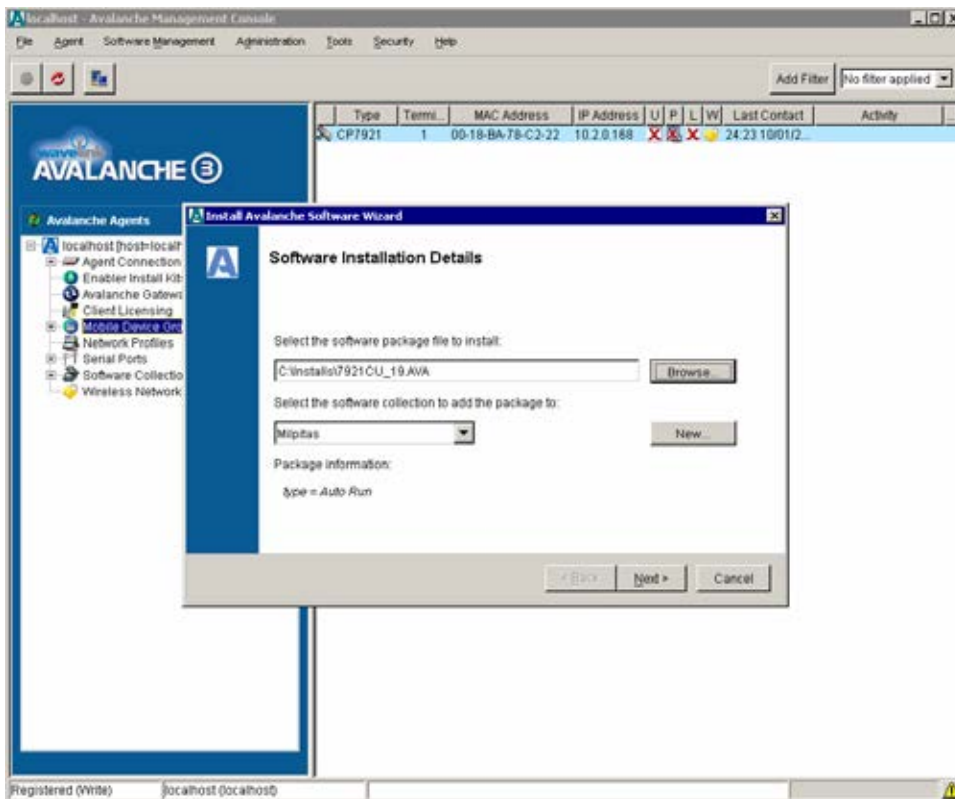 localhost - Avalanche Management Console
File Agent Software Management Administration Tools Security Help
Add Filter No filter applied
Type Termi... MAC Address IP Address U P L W Last Contact Activity ...
CP7921 1 00-18-BA-78-C2-22 10.2.0.168 24:23 10/01/2...
wavelink
AVALANCHE 3
Avalanche Agents
localhost [host=localh
Agent Connection
Enabler Install Kit
Avalanche Gatew
Client Licensing
Mobile Device Gro
Network Profiles
Serial Ports
Software Collectio
Wireless Network
Install Avalanche Software Wizard
Software Installation Details
Select the software package file to install:
C:\Installs\7921CU_19.AVA
Browse...
Select the software collection to add the package to:
Milpitas
New...
Package information:
type = Auto Run
< Back Next > Cancel
Registered (Write) localhost (localhost)